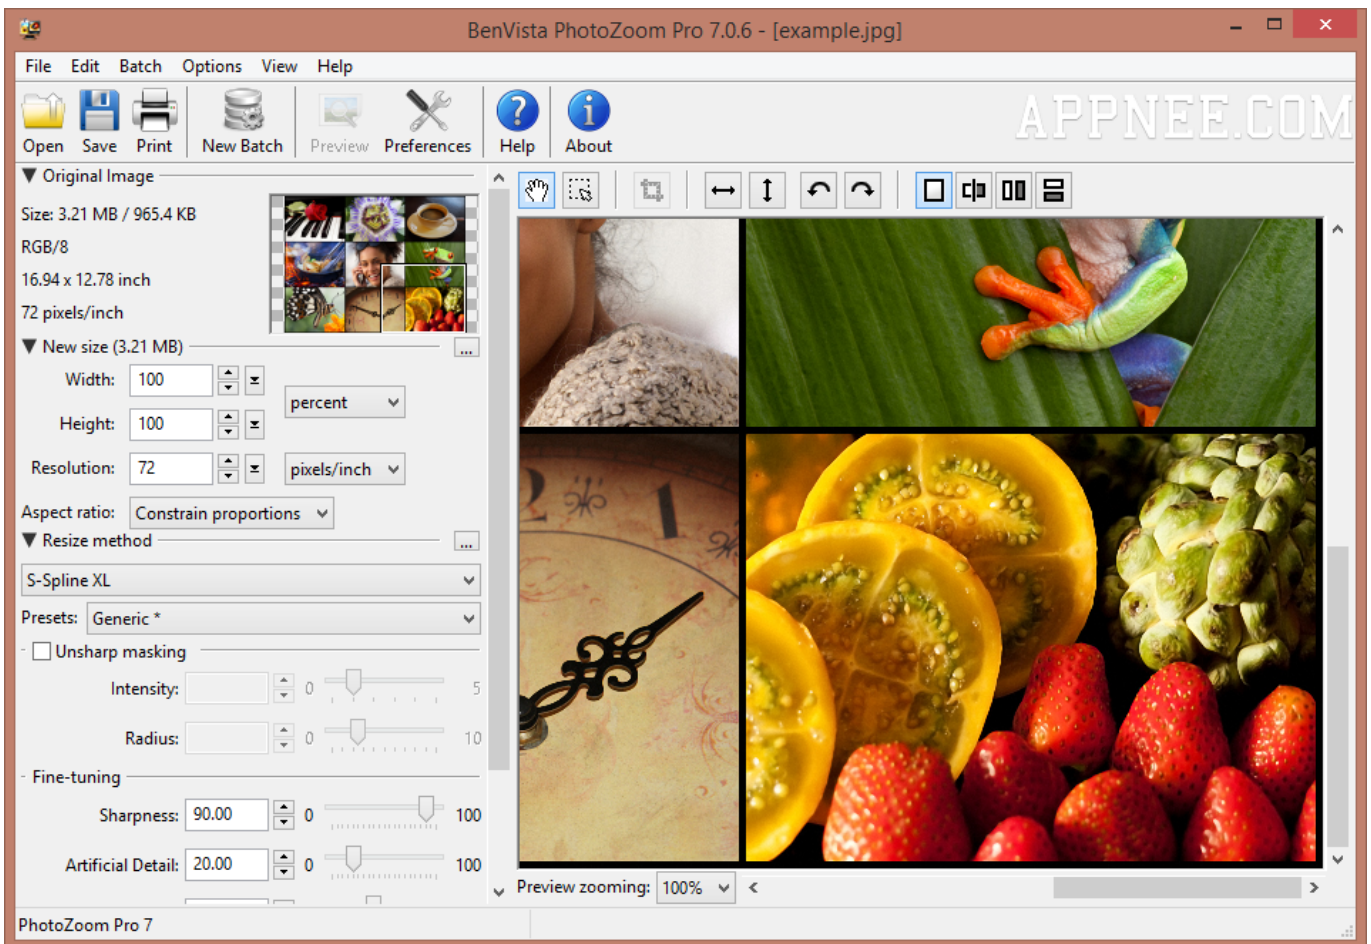 BenVista PhotoZoom Pro 7.0.6 - [example.jpg]
File Edit Batch Options View Help
Open Save Print New Batch Preview Preferences Help About
APPNEE.COM
Original Image
Size: 3.21 MB / 965.4 KB
RGB/8
16.94 x 12.78 inch
72 pixels/inch
New size (3.21 MB)
...
Width: 100
percent
Height: 100
Resolution: 72 pixels/inch
Aspect ratio: Constrain proportions
Resize method
...
S-Spline XL
Presets: Generic *
Unsharp masking
Intensity: 0 5
Radius: 0 10
Fine-tuning
Sharpness: 90.00 0 100
Artificial Detail: 20.00 0 100
2 1
Preview zooming: 100%
PhotoZoom Pro 7